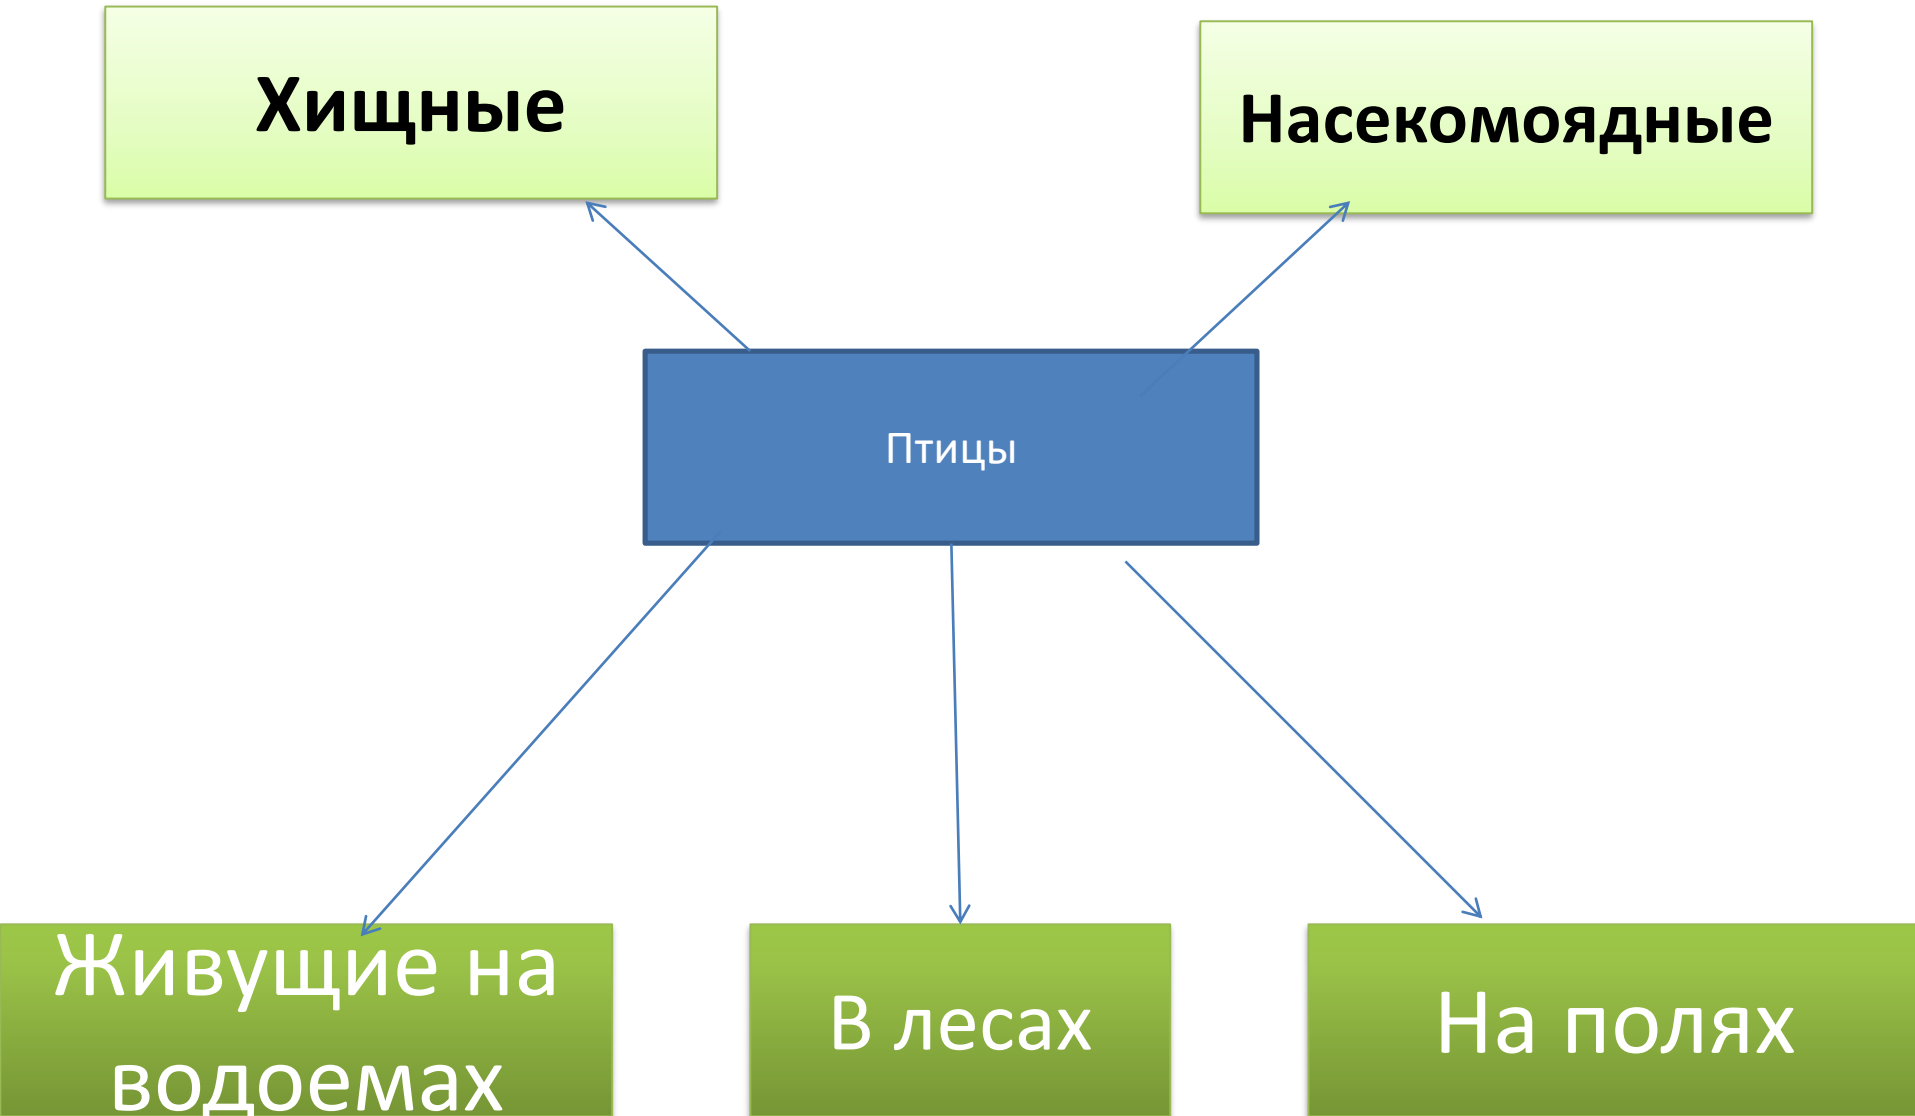 Хищные
Насекомоядные
Птицы
Живущие на
водоемах
В лесах
На полях